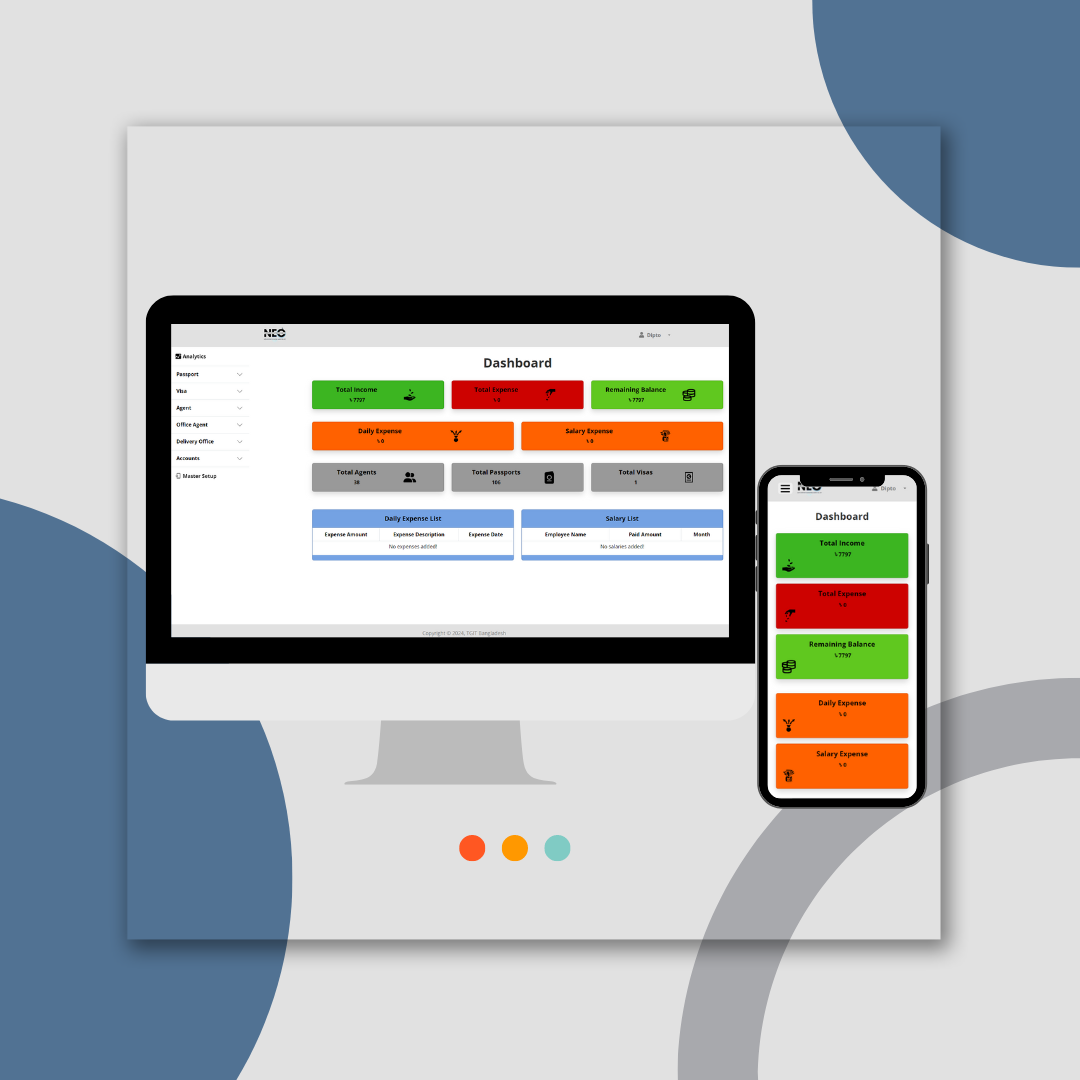 NEO
Dipto
Dashboard
Analytics
Passport
Visa
Agent
Office Agent
Delivery Office
Accounts
Master Setup
Total Income
৳ 7797
Total Expense
৳ 0
Remaining Balance
৳ 7797
Daily Expense
৳ 0
Salary Expense
৳ 0
Total Agents
38
Total Passports
106
Total Visas
1
Daily Expense List
Expense Amount Expense Description Expense Date
No expenses added!
Salary List
Employee Name Paid Amount Month
No salaries added!
Copyright © 2024, TGIT Bangladesh
NEO
Dipto
Dashboard
Total Income
৳ 7797
Total Expense
৳ 0
Remaining Balance
৳ 7797
Daily Expense
৳ 0
Salary Expense
৳ 0